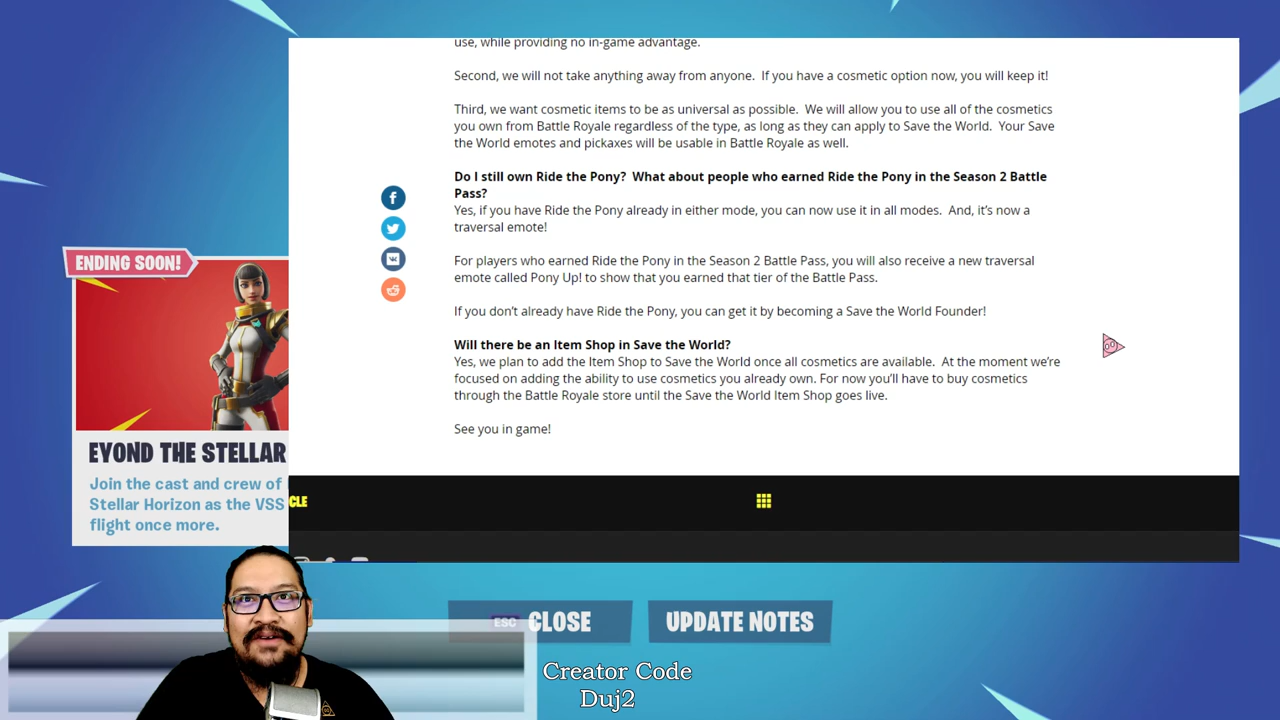 use, while providing no in-game advantage.
Second, we will not take anything away from anyone.  If you have a cosmetic option now, you will keep it!
Third, we want cosmetic items to be as universal as possible.  We will allow you to use all of the cosmetics
you own from Battle Royale regardless of the type, as long as they can apply to Save the World.  Your Save
the World emotes and pickaxes will be usable in Battle Royale as well.
Do I still own Ride the Pony?  What about people who earned Ride the Pony in the Season 2 Battle
Pass?
Yes, if you have Ride the Pony already in either mode, you can now use it in all modes.  And, it's now a
traversal emote!
For players who earned Ride the Pony in the Season 2 Battle Pass, you will also receive a new traversal
emote called Pony Up! to show that you earned that tier of the Battle Pass.
If you don't already have Ride the Pony, you can get it by becoming a Save the World Founder!
Will there be an Item Shop in Save the World?
Yes, we plan to add the Item Shop to Save the World once all cosmetics are available.  At the moment we're
focused on adding the ability to use cosmetics you already own. For now you'll have to buy cosmetics
through the Battle Royale store until the Save the World Item Shop goes live.
See you in game!
ENDING SOON!
EYOND THE STELLAR
Join the cast and crew of
Stellar Horizon as the VSS
flight once more.
CLE
ESC CLOSE
UPDATE NOTES
Creator Code
Duj2